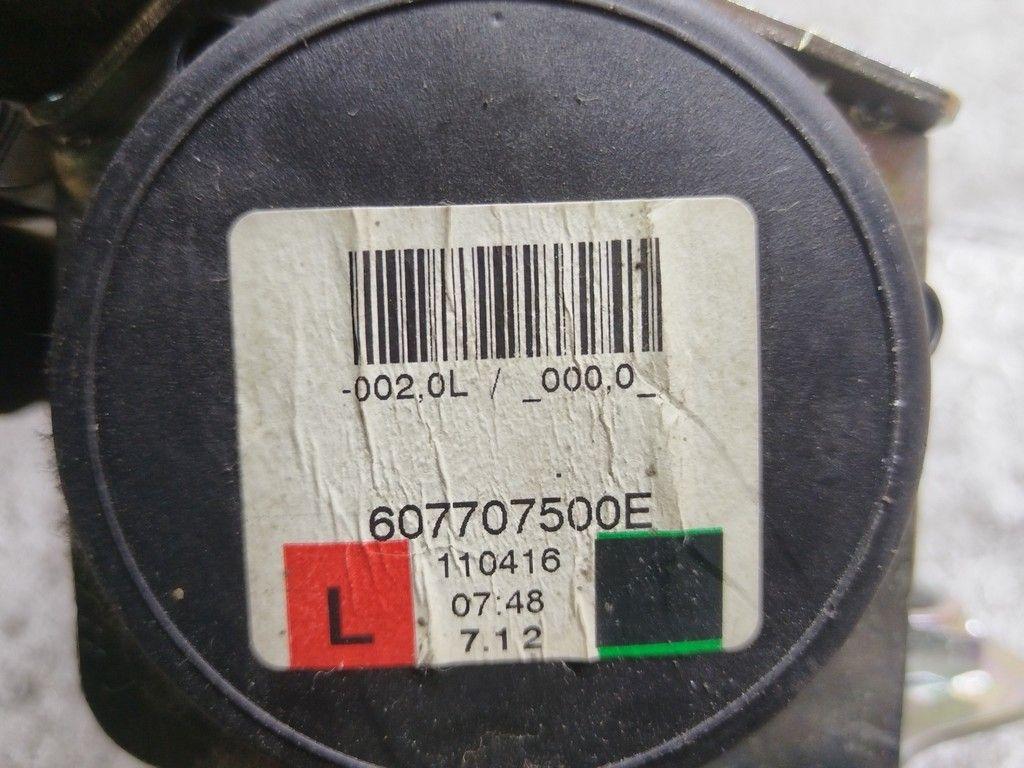 -002,0L / _000,0_
607707500E
110416
L
07:48
7.12